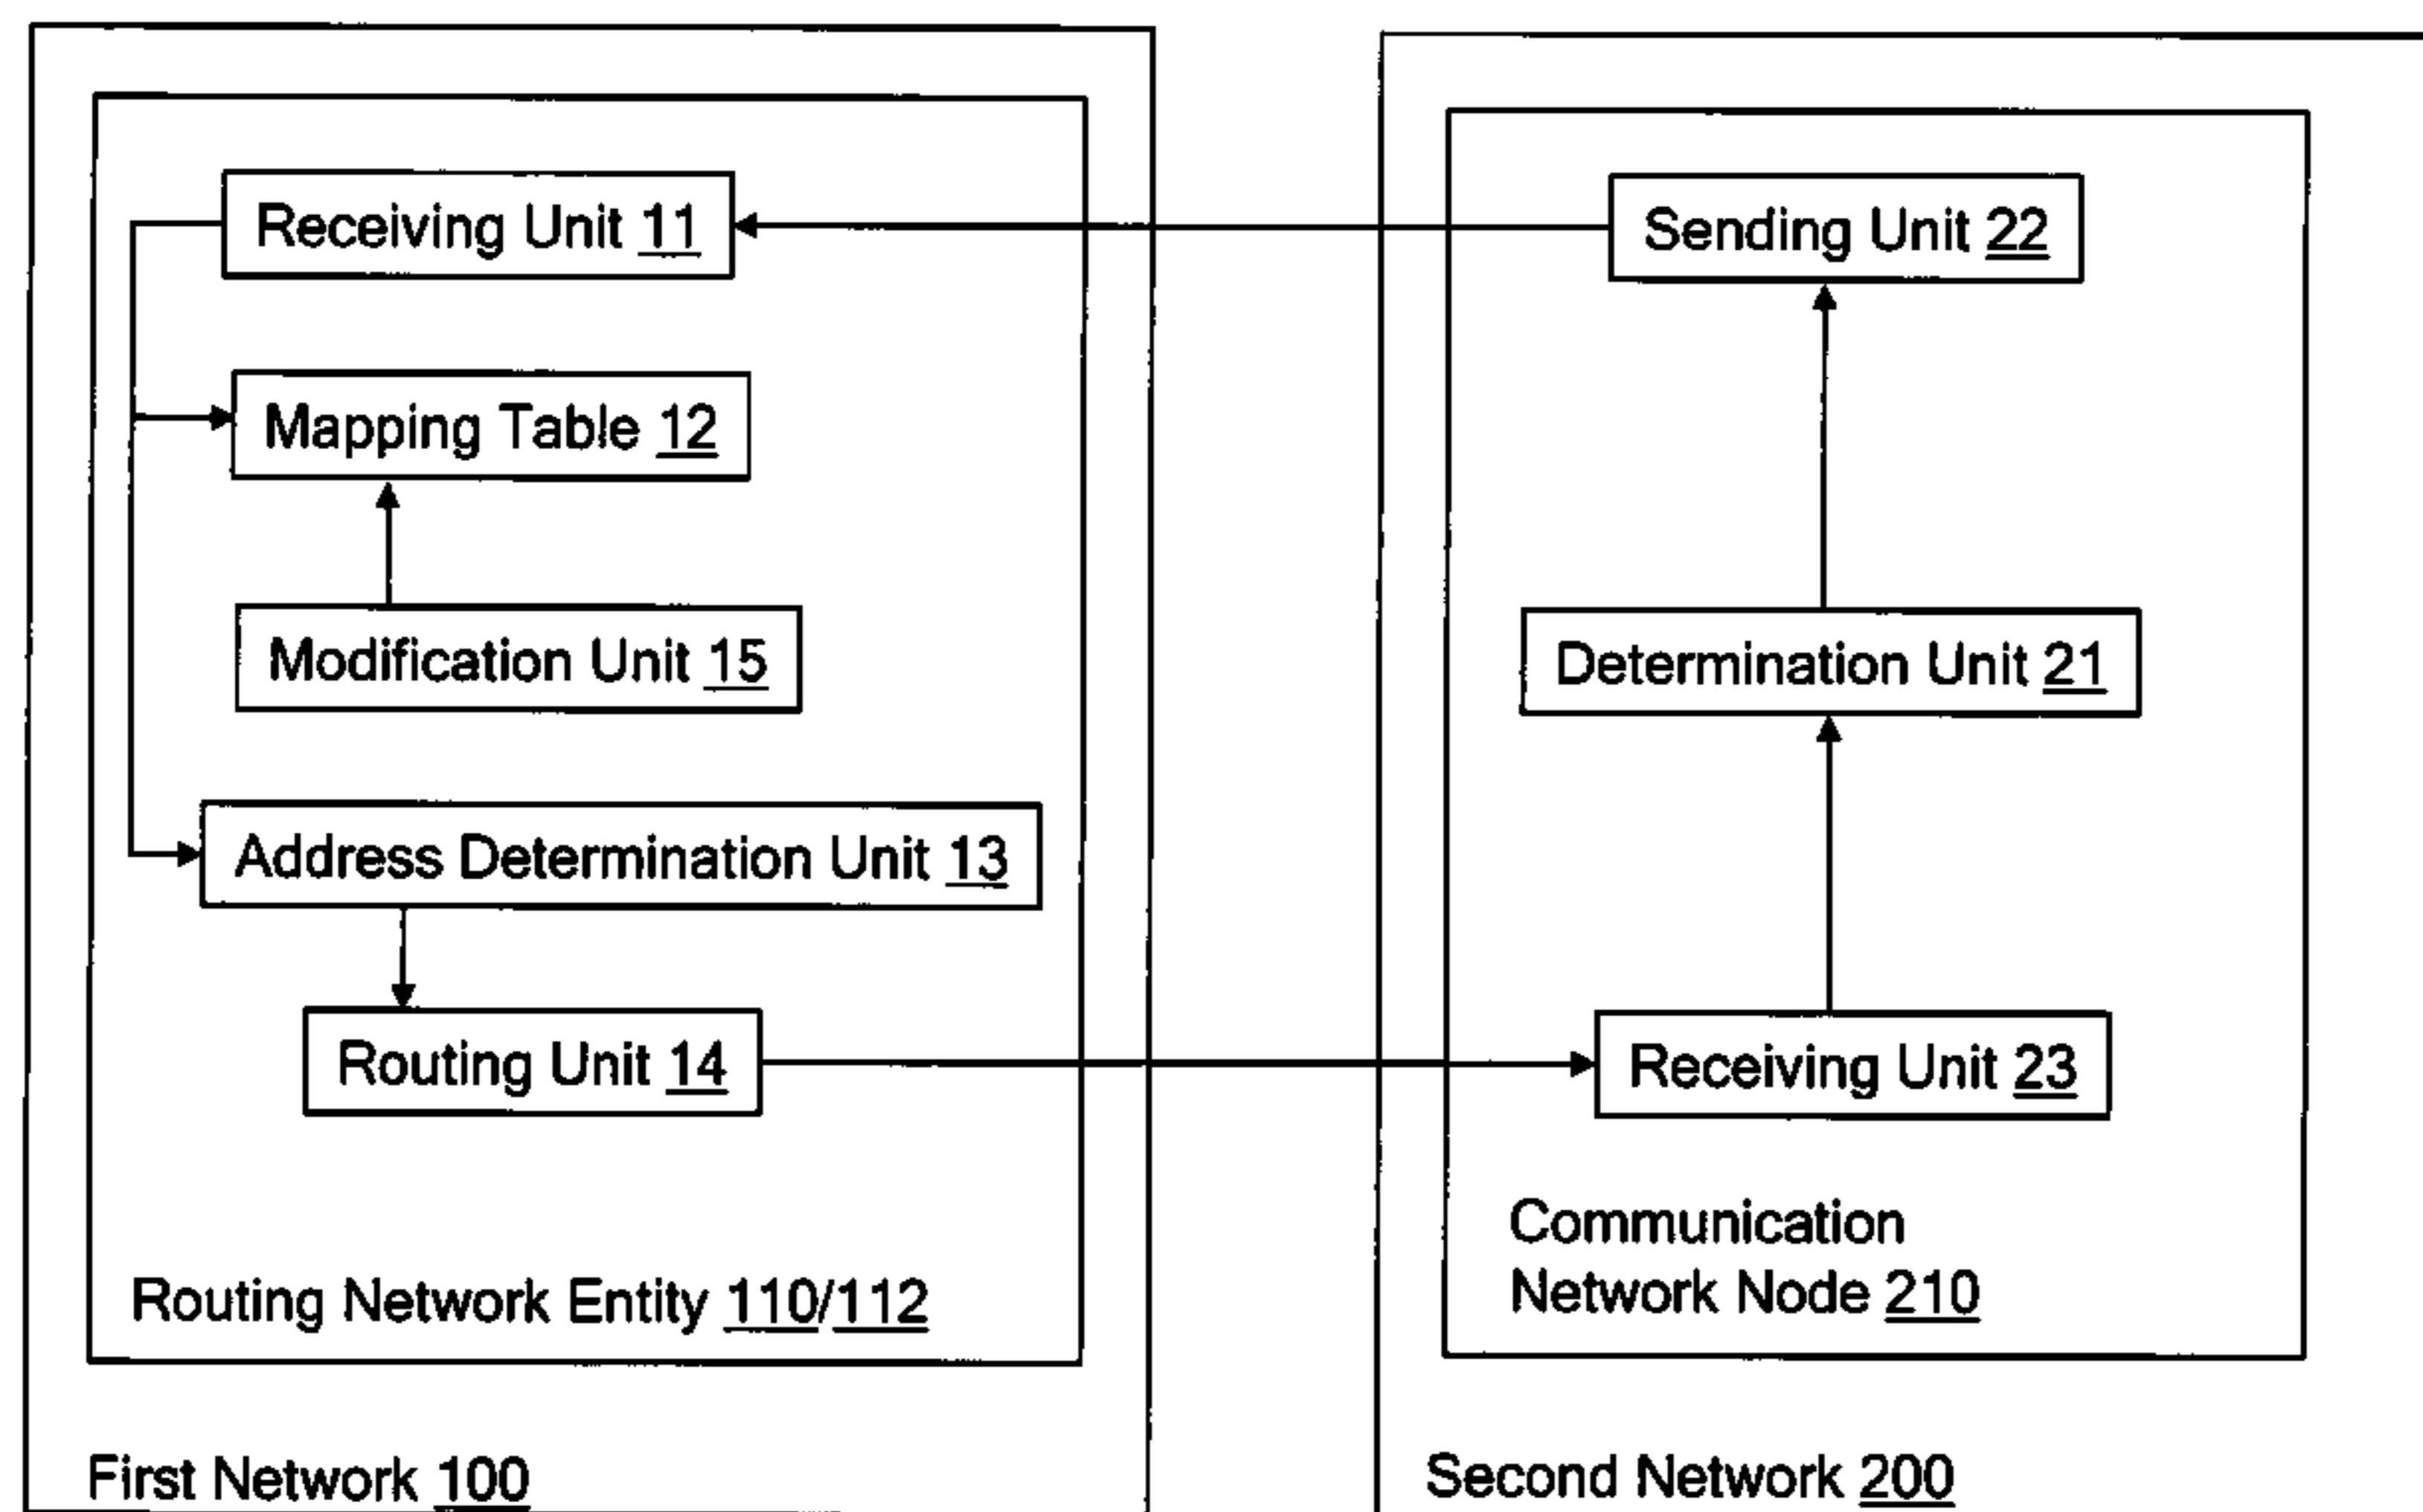 Receiving Unit 11
Mapping Table 12
Modification Unit 15
Address Determination Unit 13
Routing Unit 14
Routing Network Entity 110/112
First Network 100
Sending Unit 22
Determination Unit 21
Receiving Unit 23
Communication
Network Node 210
Second Network 200